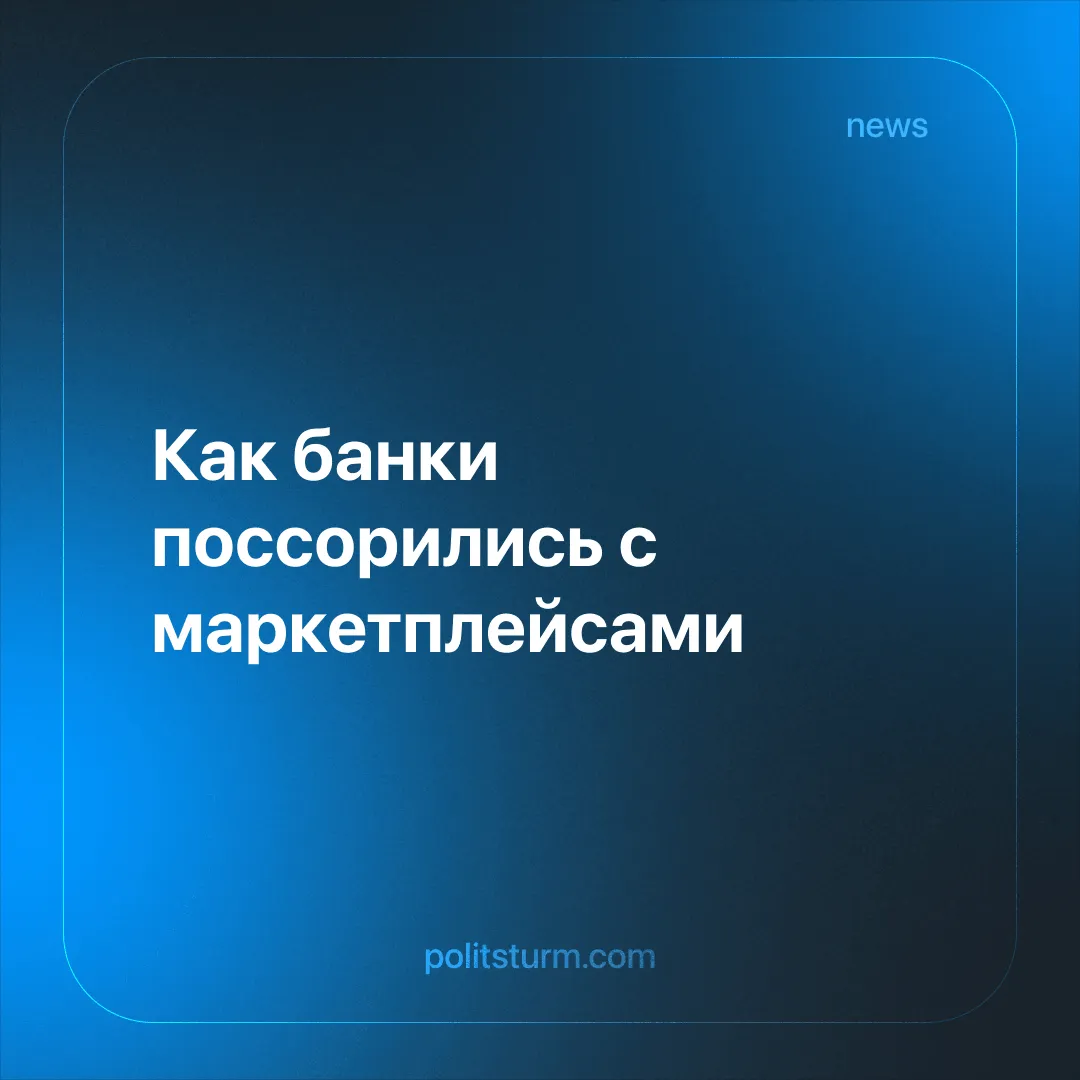 news
Как банки
поссорились с
маркетплейсами
politsturm.com